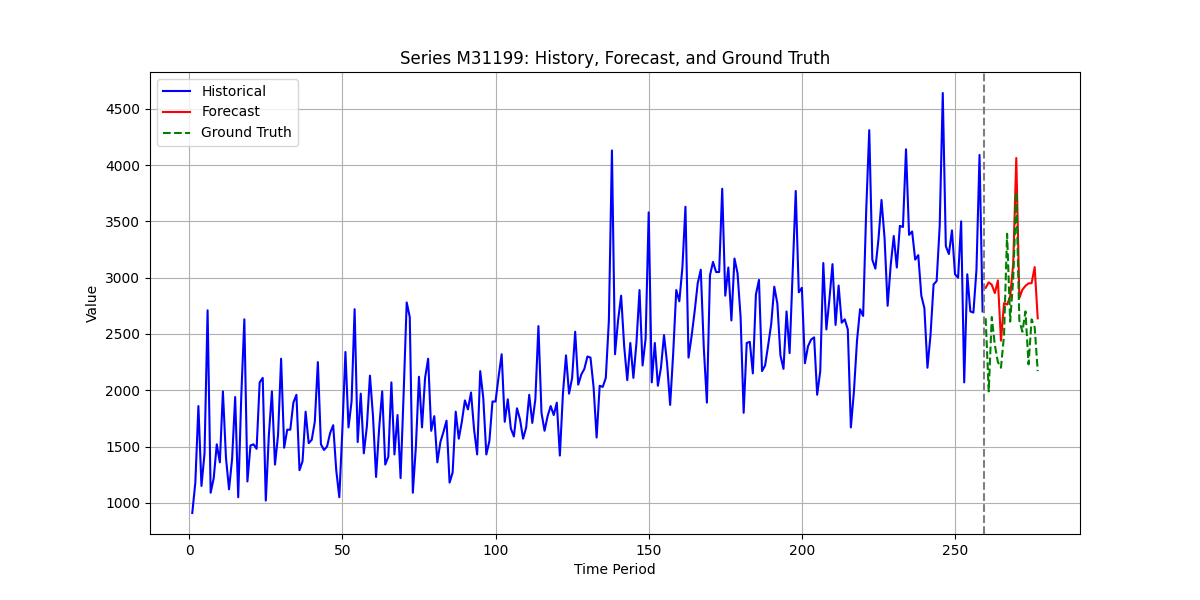 Series M31199: History, Forecast, and Ground Truth
Historical
Forecast
Ground Truth
4500
4000
3500
3000
2500
2000
1500
1000
Value
0 50 100 150 200 250
Time Period